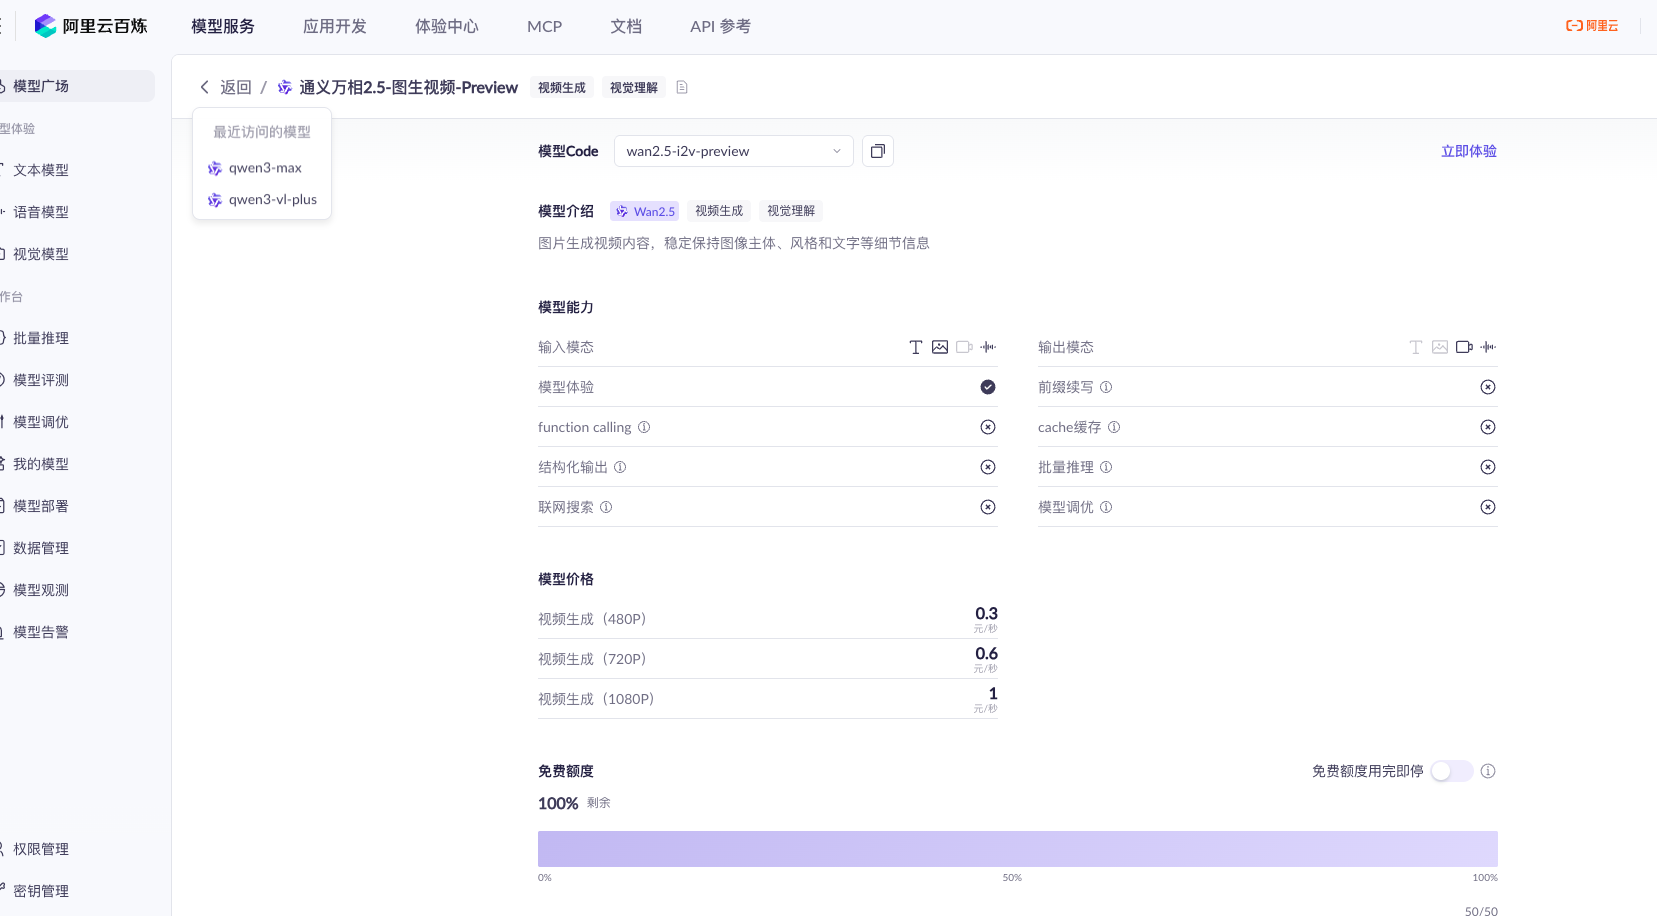 阿里云百炼
模型服务
应用开发
体验中心
MCP
文档
API 参考
阿里云
模型广场
型体验
文本模型
语音模型
视觉模型
作台
批量推理
模型评测
模型调优
我的模型
模型部署
数据管理
模型观测
模型告警
权限管理
密钥管理
返回 / 通义万相2.5-图生视频-Preview 视频生成 视觉理解
最近访问的模型
qwen3-max
qwen3-vl-plus
模型Code wan2.5-i2v-preview 立即体验
模型介绍 Wan2.5 视频生成 视觉理解
图片生成视频内容，稳定保持图像主体、风格和文字等细节信息
模型能力
输入模态
输出模态
模型体验
前缀续写
function calling
cache缓存
结构化输出
批量推理
联网搜索
模型调优
模型价格
视频生成（480P） 0.3
元/秒
视频生成（720P） 0.6
元/秒
视频生成（1080P） 1
元/秒
免费额度 免费额度用完即停
100% 剩余
0% 50% 100%
50/50